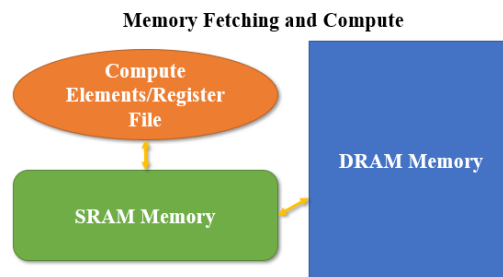 Memory Fetching and Compute
Compute
Elements/Register
File
DRAM Memory
SRAM Memory